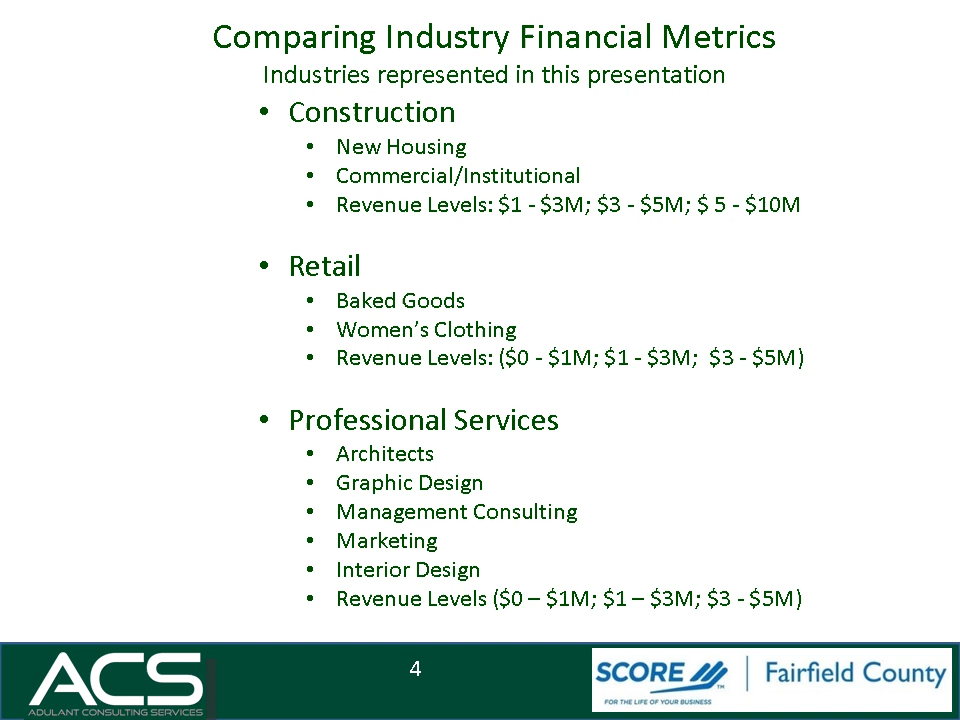 Comparing Industry Financial Metrics
Industries represented in this presentation
• Construction
• New Housing
• Commercial/Institutional
• Revenue Levels: $1 - $3M; $3 - $5M; $ 5 - $10M
• Retail
• Baked Goods
• Women’s Clothing
• Revenue Levels: ($0 - $1M; $1 - $3M;  $3 - $5M)
• Professional Services
• Architects
• Graphic Design
• Management Consulting
• Marketing
• Interior Design
• Revenue Levels ($0 – $1M; $1 – $3M; $3 - $5M)
ACS
ADULANT CONSULTING SERVICES
4
SCORE TM
FOR THE LIFE OF YOUR BUSINESS
Fairfield County